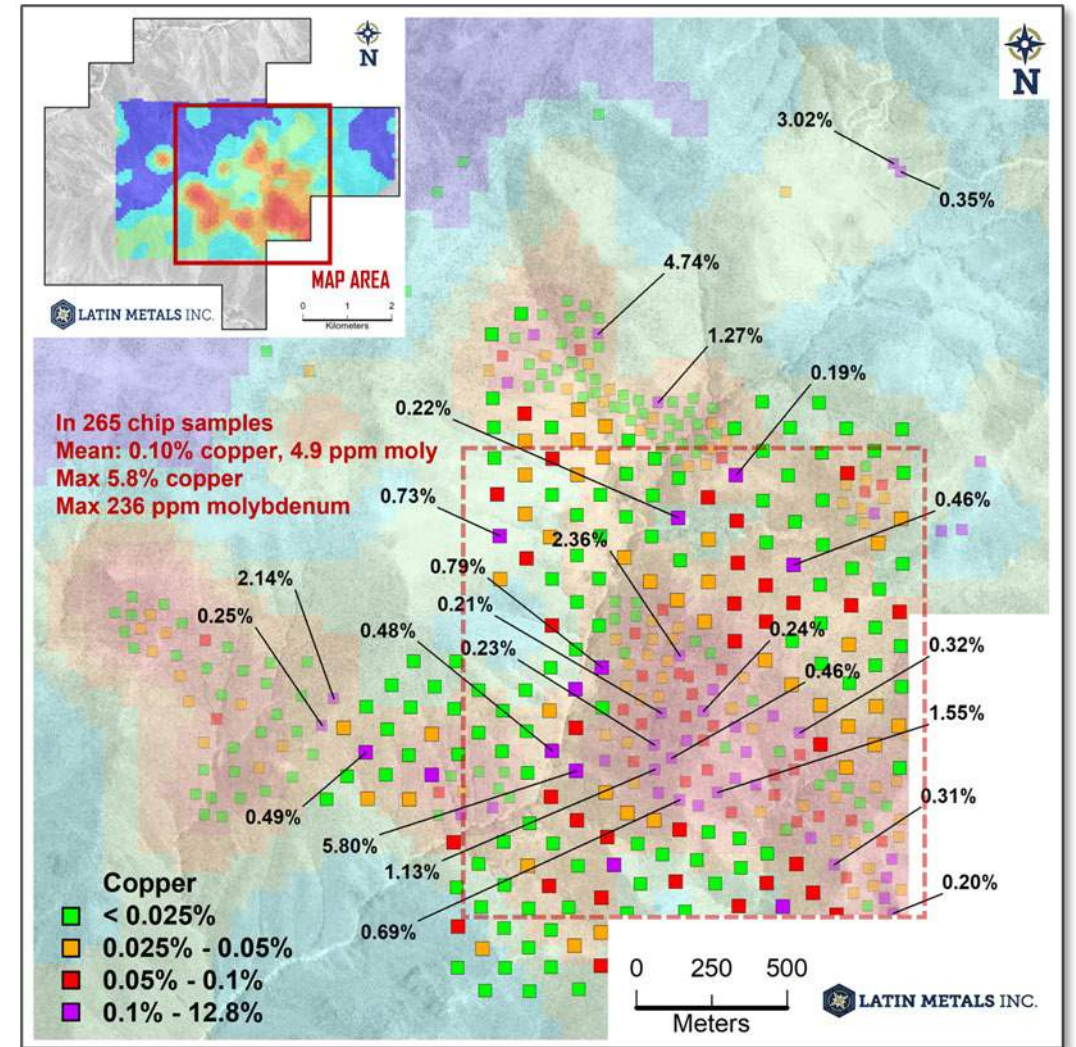 N
MAP AREA
LATIN METALS INC.
0 1 2
Kilometers
N
3.02%
0.35%
4.74%
1.27%
0.19%
0.22%
In 265 chip samples
Mean: 0.10% copper, 4.9 ppm moly
Max 5.8% copper
Max 236 ppm molybdenum
0.73%
0.46%
2.36%
0.79%
2.14%
0.21%
0.25%
0.48%
0.23%
0.24%
0.32%
0.46%
1.55%
0.31%
0.49%
5.80%
1.13%
0.20%
0.69%
Copper
< 0.025%
0.025% - 0.05%
0.05% - 0.1%
0.1% - 12.8%
0 250 500
Meters
LATIN METALS INC.